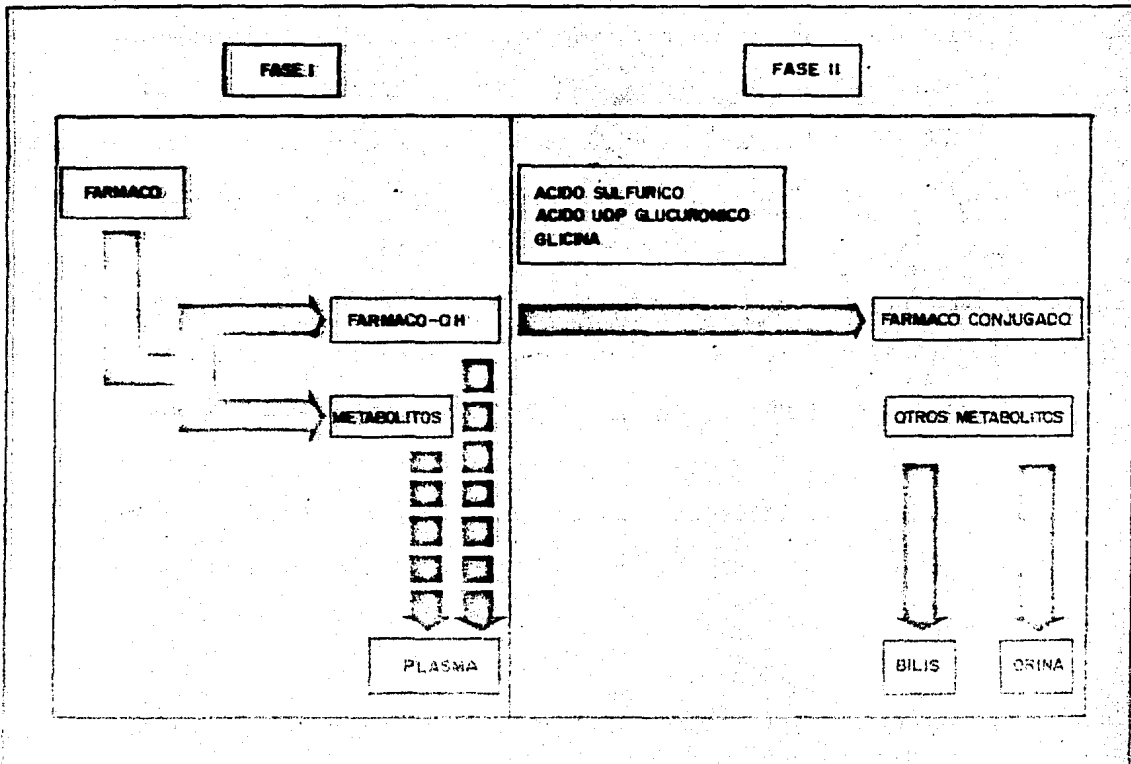 FASE I
FASE II
FARMACO
ACIDO SULFURICO
ACIDO UDP GLUCURONICO
GLICINA
FARMACO-OH
FARMACO CONJUGADO
METABOLITOS
OTROS METABOLITOS
PLASMA
BILIS
ORINA